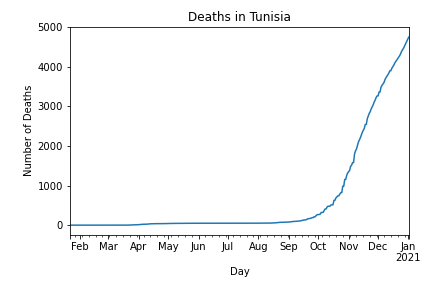 Deaths in Tunisia
5000
4000
3000
2000
1000
0
Number of Deaths
Feb Mar Apr May Jun Jul Aug Sep Oct Nov Dec Jan
2021
Day